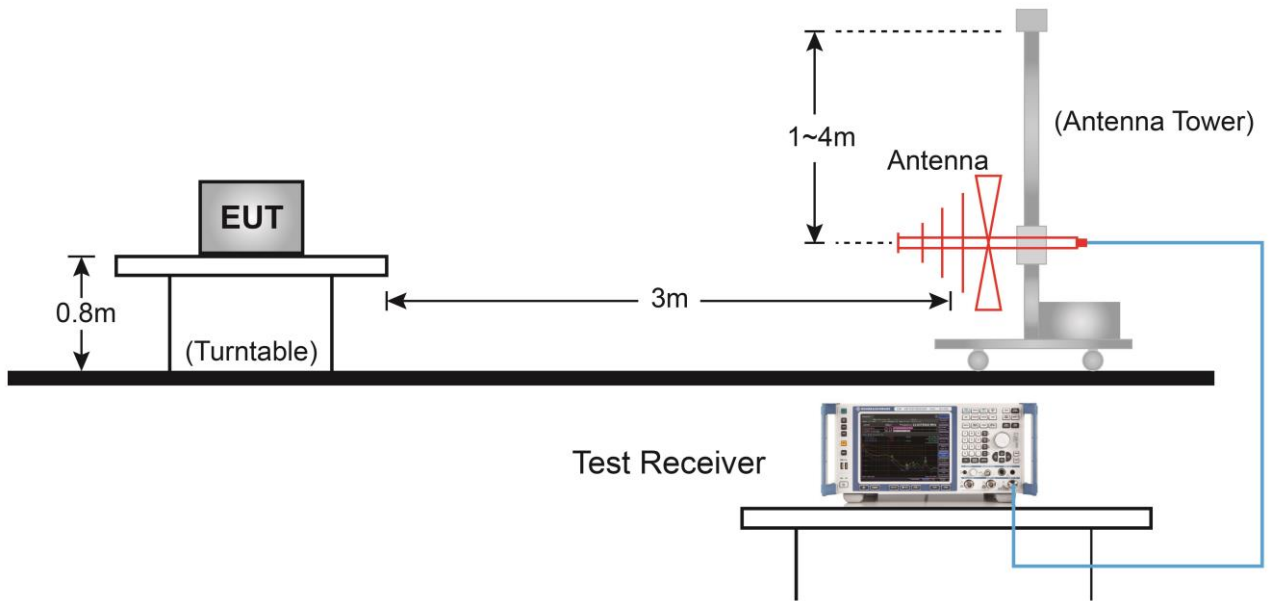 1~4m
(Antenna Tower)
Antenna
EUT
3m
0.8m
(Turntable)
Test Receiver